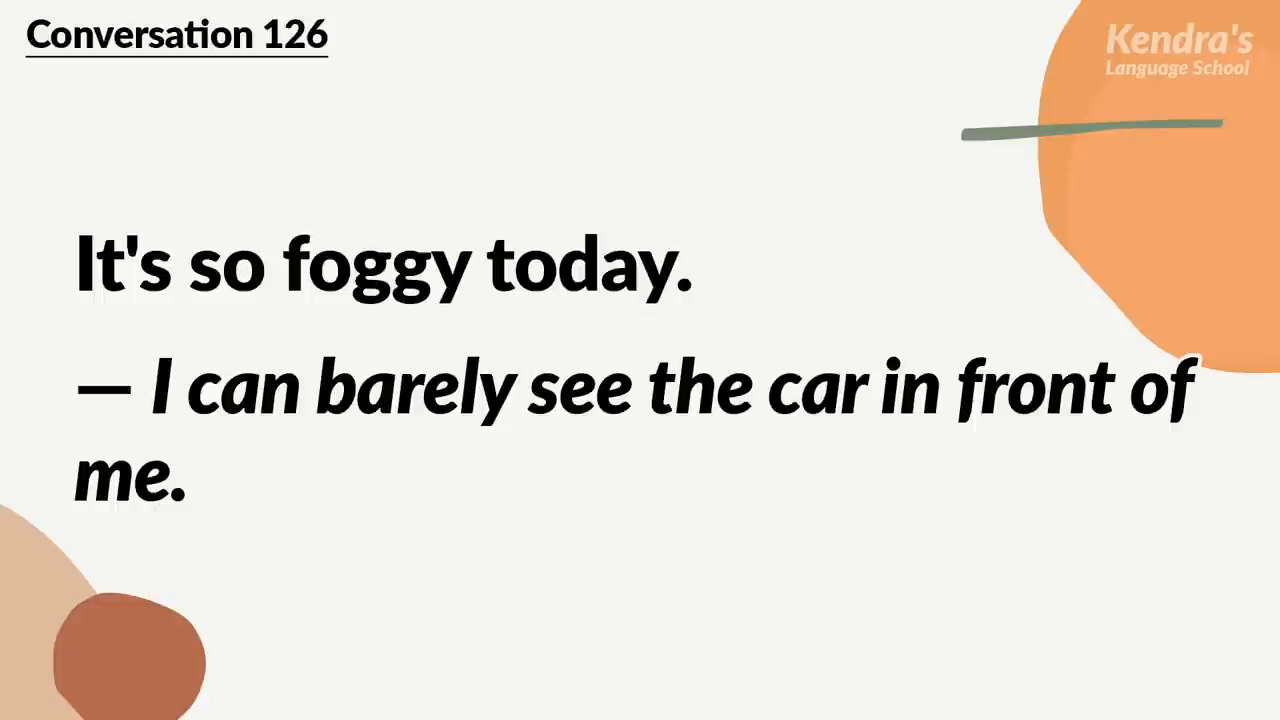 Conversation 126
Kendra's
Language School
It's so foggy today.
— I can barely see the car in front of
me.